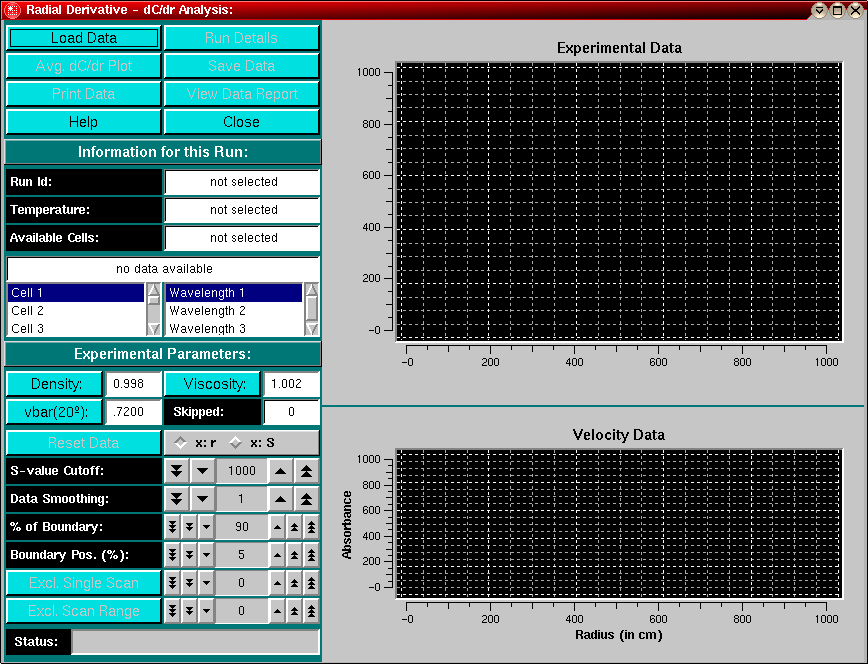 Radial Derivative - dC/dr Analysis:
Load Data
Run Details
Avg. dC/dr Plot
Save Data
Print Data
View Data Report
Help
Close
Information for this Run:
Run Id:
not selected
Temperature:
not selected
Available Cells:
not selected
no data available
Cell 1
Cell 2
Cell 3
Wavelength 1
Wavelength 2
Wavelength 3
Experimental Parameters:
Density:
0.998
Viscosity:
1.002
vbar(20º):
.7200
Skipped:
0
Reset Data
x: r
x: S
S-value Cutoff:
1000
Data Smoothing:
1
% of Boundary:
90
Boundary Pos. (%):
5
Excl. Single Scan
0
Excl. Scan Range
0
Status:
Experimental Data
1000
800
600
400
200
-0
-0 200 400 600 800 1000
Velocity Data
Absorbance
1000
800
600
400
200
-0
-0 200 400 600 800 1000
Radius (in cm)